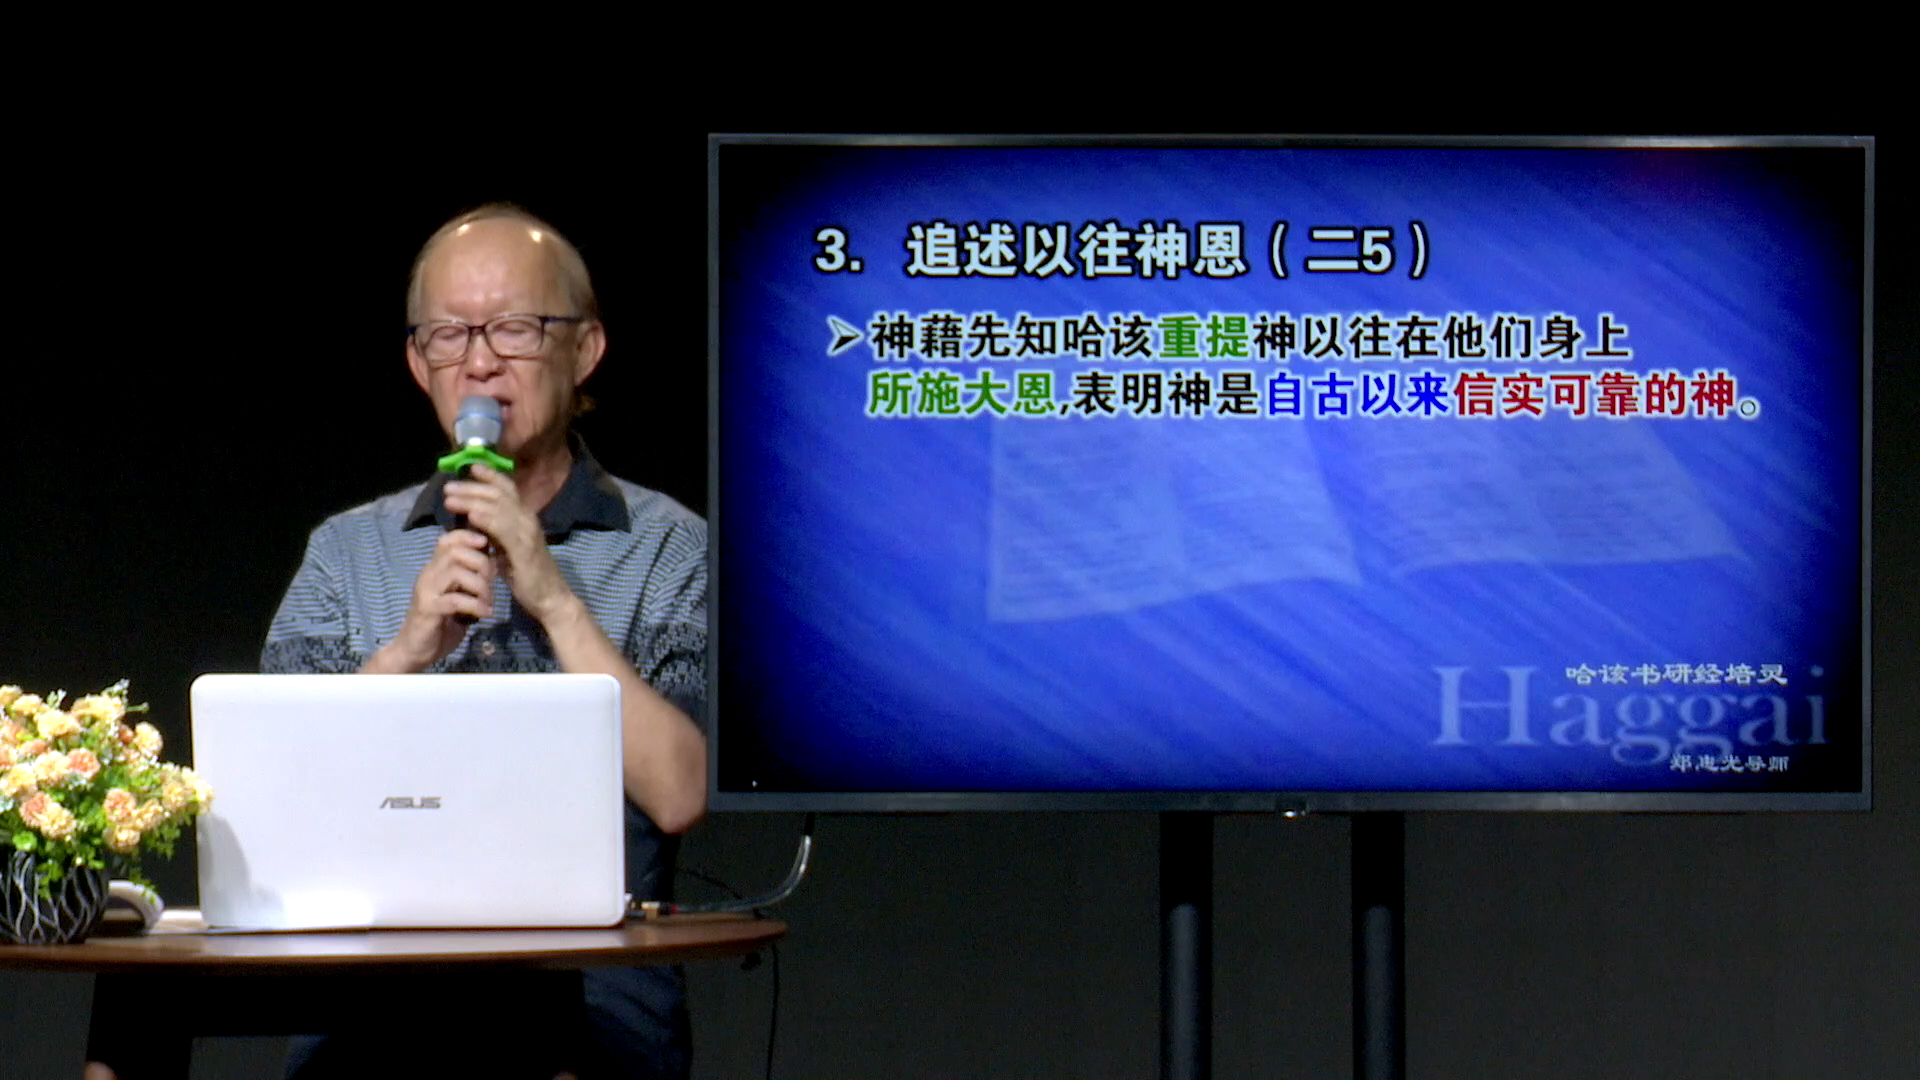 3. 追述以往神恩（二5）
➢神藉先知哈该重提神以往在他们身上
所施大恩,表明神是自古以来信实可靠的神。
哈该书研经培灵
Haggai
郑惠光导师
ASUS